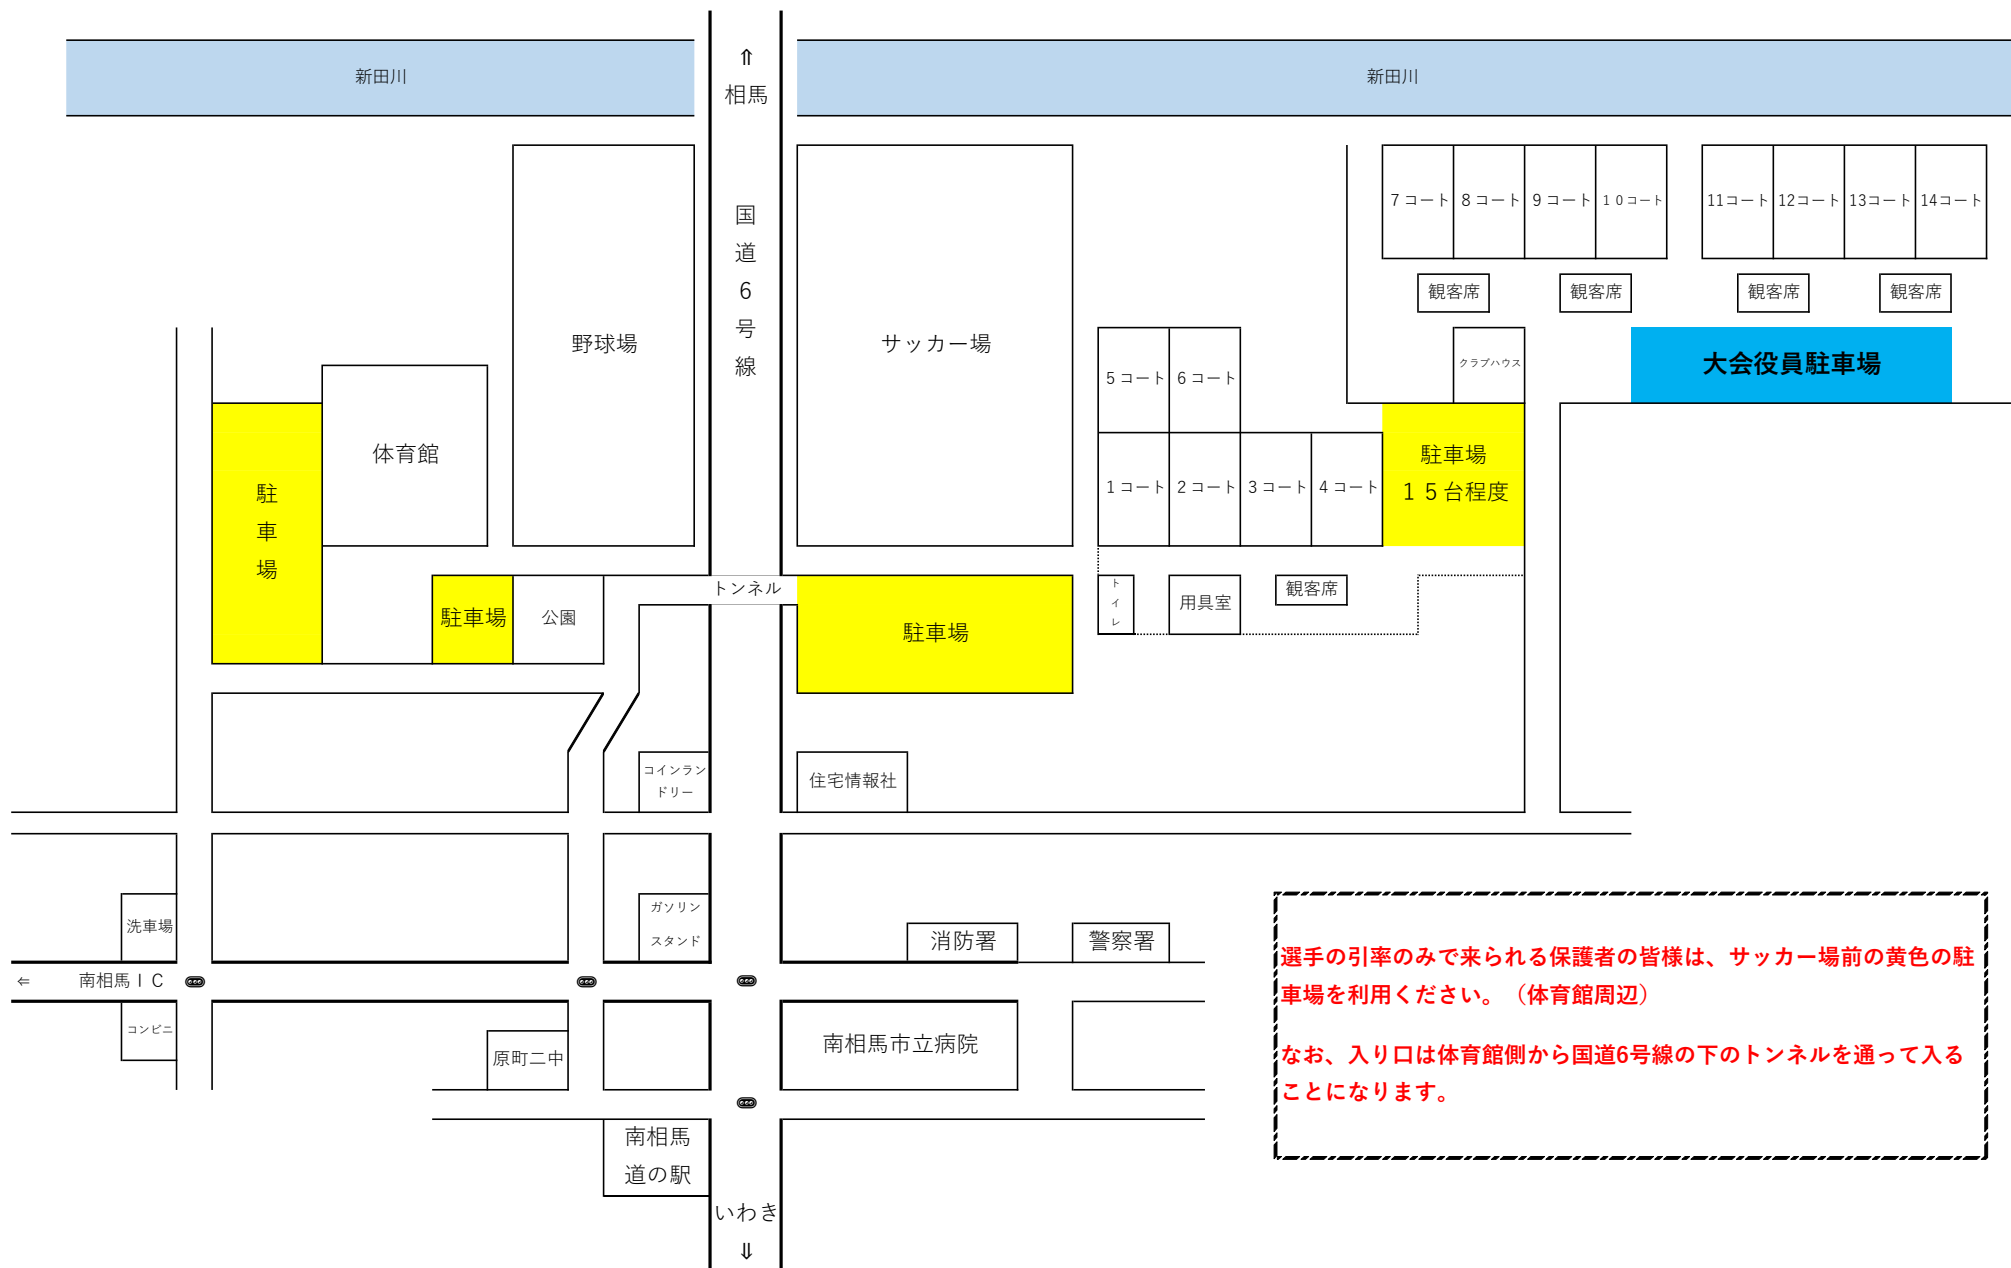 新田川
⇑
相馬
新田川
国
道
6
号
線
野球場
サッカー場
7コート
8コート
9コート
10コート
11コート
12コート
13コート
14コート
観客席
観客席
観客席
観客席
クラブハウス
大会役員駐車場
5コート
6コート
1コート
2コート
3コート
4コート
駐車場
15台程度
体育館
駐
車
場
駐車場
公園
トンネル
駐車場
ト
イ
レ
用具室
観客席
コインラン
ドリー
住宅情報社
洗車場
ガソリン
スタンド
消防署
警察署
⇐ 南相馬IC
コンビニ
原町二中
南相馬市立病院
南相馬
道の駅
いわき
⇓
選手の引率のみで来られる保護者の皆様は、サッカー場前の黄色の駐
車場を利用ください。（体育館周辺）
なお、入り口は体育館側から国道6号線の下のトンネルを通って入る
ことになります。